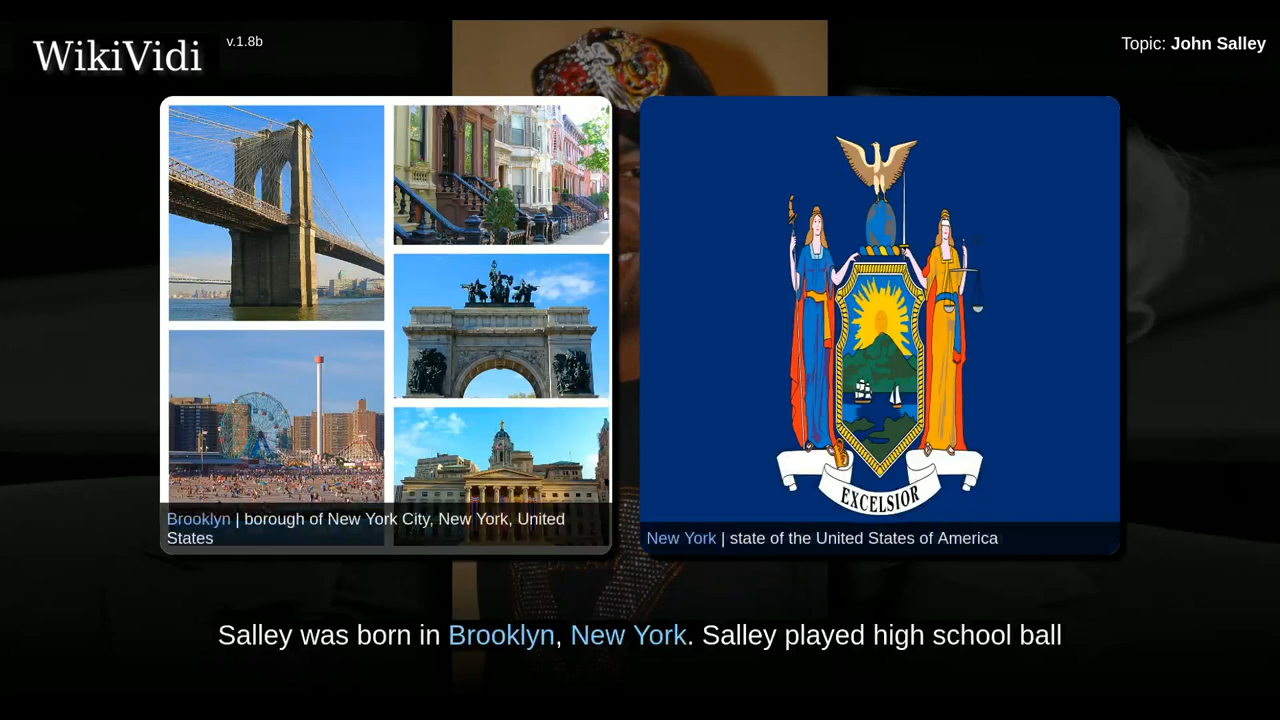 WikiVidi
v.1.8b
Topic: John Salley
EXCELSIOR
Brooklyn | borough of New York City, New York, United
States
New York | state of the United States of America
Salley was born in Brooklyn, New York. Salley played high school ball